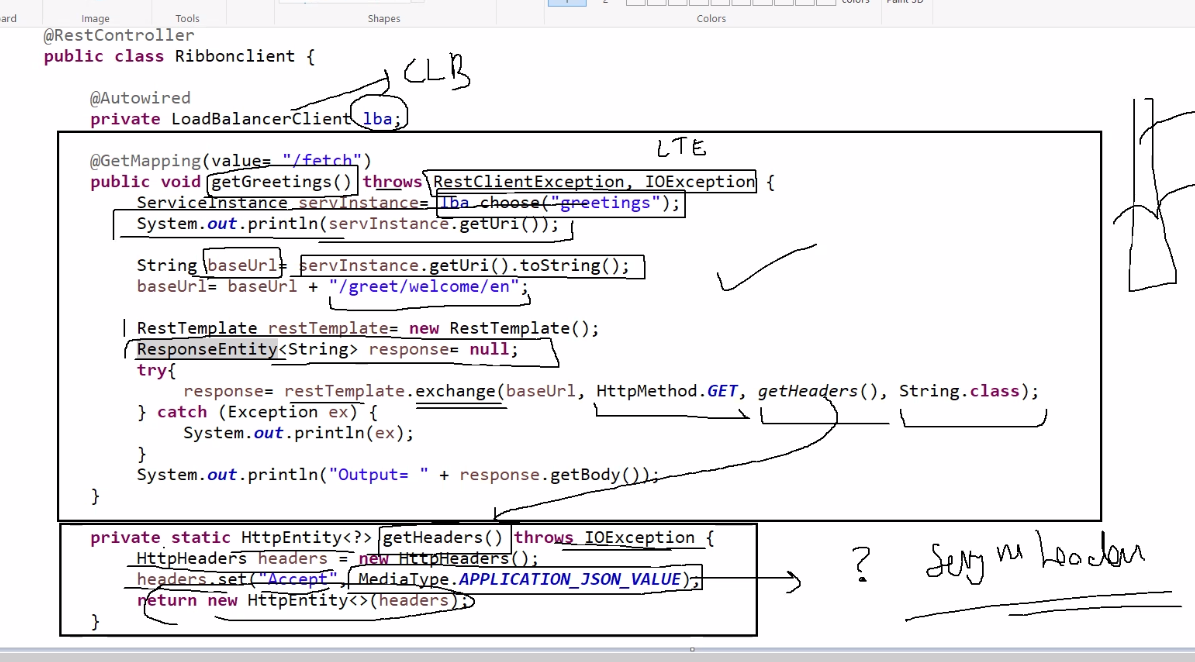 Image
Tools
Shapes
Colors
@RestController
public class Ribbonclient {
CLB
@Autowired
private LoadBalancerClient lba;
LTE
@GetMapping(value= "/fetch")
public void getGreetings() throws RestClientException, IOException {
ServiceInstance servInstance= lba.choose("greetings");
System.out.println(servInstance.getUri());
String baseUrl= servInstance.getUri().toString();
baseUrl= baseUrl + "/greet/welcome/en";
RestTemplate restTemplate= new RestTemplate();
ResponseEntity<String> response= null;
try{
response= restTemplate.exchange(baseUrl, HttpMethod.GET, getHeaders(), String.class);
} catch (Exception ex) {
System.out.println(ex);
}
System.out.println("Output= " + response.getBody());
}
private static HttpEntity<?> getHeaders() throws IOException {
HttpHeaders headers = new HttpHeaders();
headers.set("Accept", MediaType.APPLICATION_JSON_VALUE);
?
return new HttpEntity<>(headers);
}